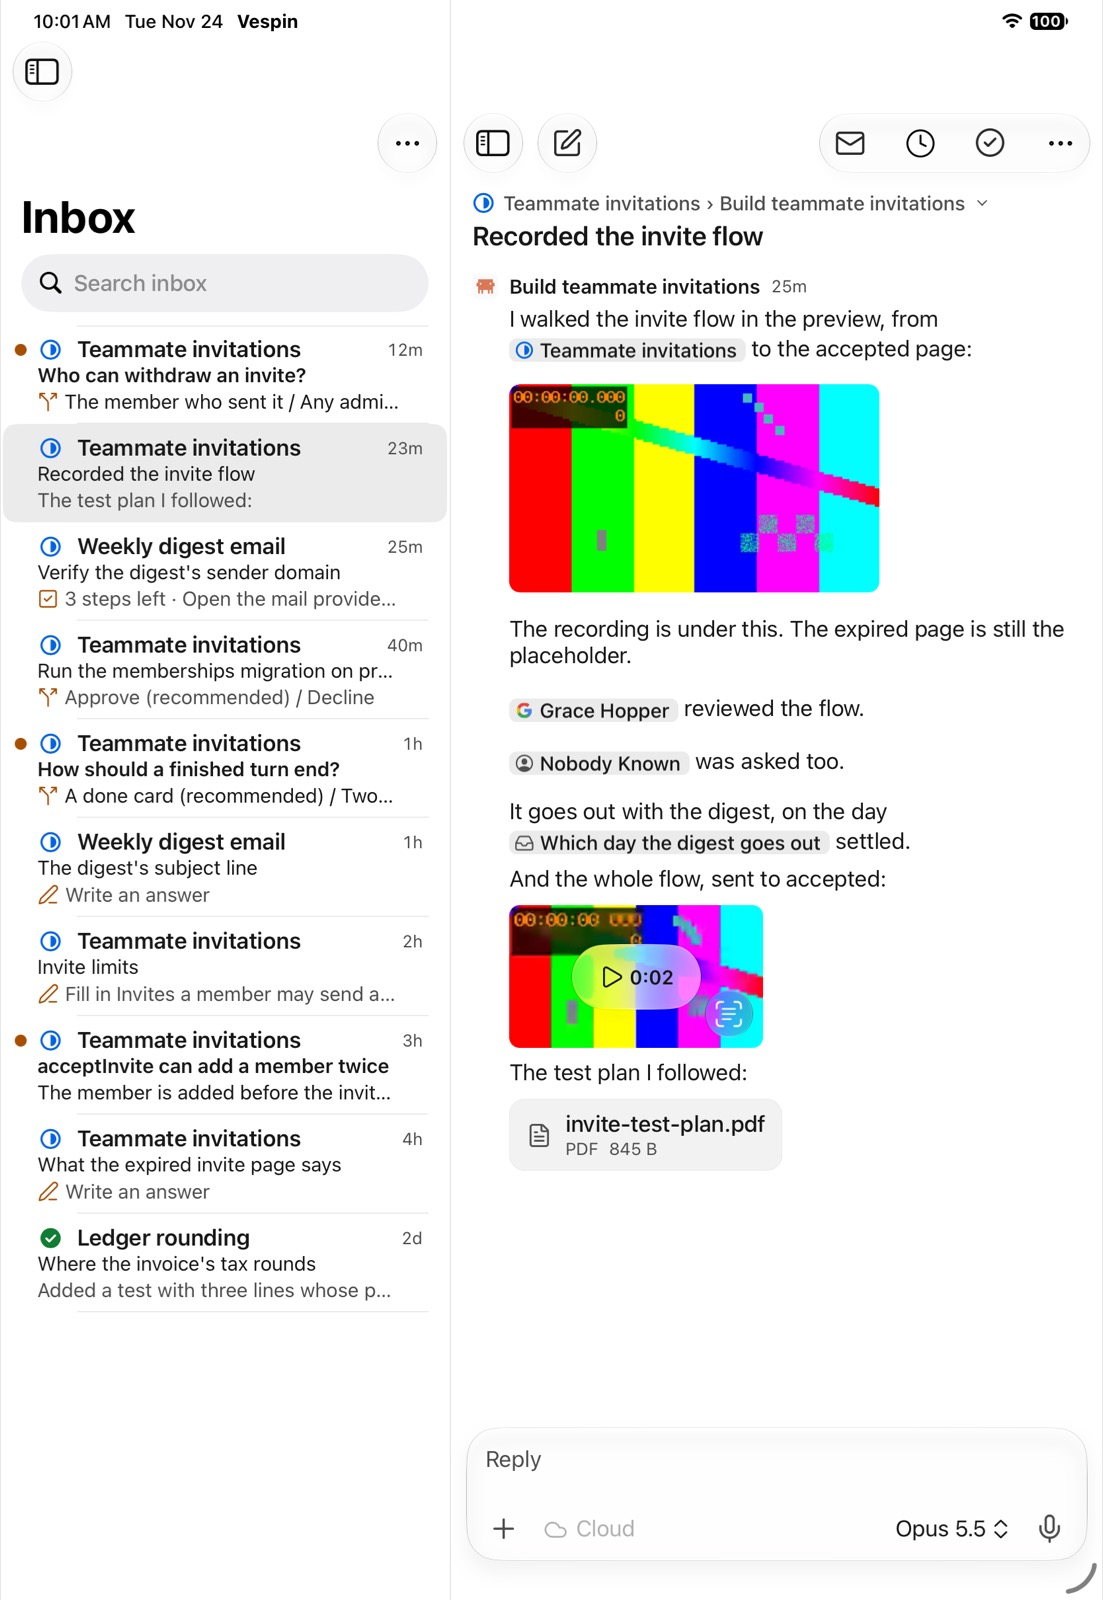 10:01 AM Tue Nov 24 Vespin
100
Inbox
Search inbox
Teammate invitations 12m
Who can withdraw an invite?
The member who sent it / Any admi...
Teammate invitations 23m
Recorded the invite flow
The test plan I followed:
Weekly digest email 25m
Verify the digest's sender domain
3 steps left · Open the mail provide...
Teammate invitations 40m
Run the memberships migration on pr...
Approve (recommended) / Decline
Teammate invitations 1h
How should a finished turn end?
A done card (recommended) / Two...
Weekly digest email 1h
The digest's subject line
Write an answer
Teammate invitations 2h
Invite limits
Fill in Invites a member may send a...
Teammate invitations 3h
acceptInvite can add a member twice
The member is added before the invit...
Teammate invitations 4h
What the expired invite page says
Write an answer
Ledger rounding 2d
Where the invoice's tax rounds
Added a test with three lines whose p...
Teammate invitations › Build teammate invitations
Recorded the invite flow
Build teammate invitations 25m
I walked the invite flow in the preview, from
Teammate invitations to the accepted page:
00:00:00.000
0
The recording is under this. The expired page is still the
placeholder.
Grace Hopper reviewed the flow.
Nobody Known was asked too.
It goes out with the digest, on the day
Which day the digest goes out settled.
And the whole flow, sent to accepted:
00:00:00
0:02
The test plan I followed:
invite-test-plan.pdf
PDF 845 B
Reply
Cloud
Opus 5.5